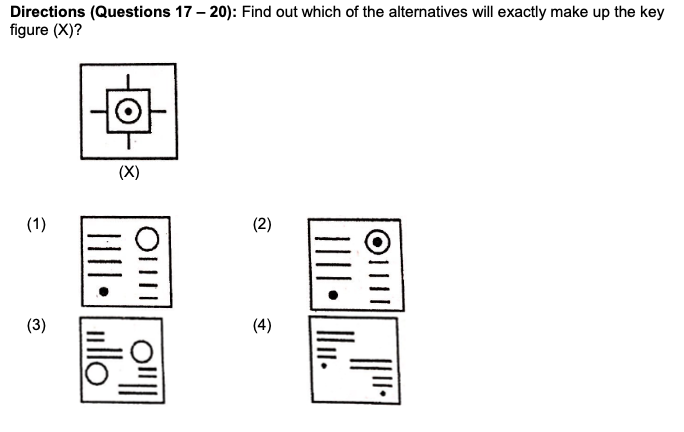 Directions (Questions 17 – 20): Find out which of the alternatives will exactly make up the key
figure (X)?
(X)
(1)
(2)
(3)
(4)